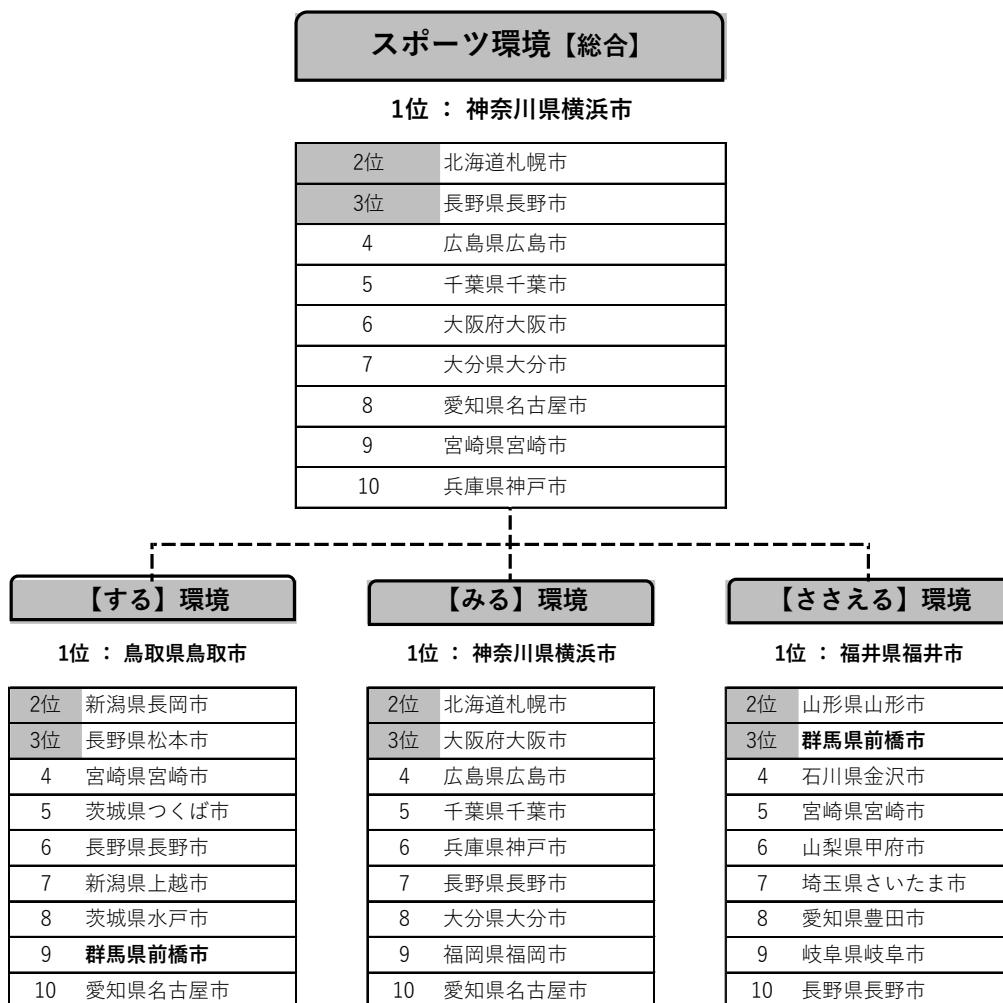 スポーツ環境【総合】
1位 ： 神奈川県横浜市
2位 北海道札幌市
3位 長野県長野市
4 広島県広島市
5 千葉県千葉市
6 大阪府大阪市
7 大分県大分市
8 愛知県名古屋市
9 宮崎県宮崎市
10 兵庫県神戸市
【する】環境
1位 ： 鳥取県鳥取市
2位 新潟県長岡市
3位 長野県松本市
4 宮崎県宮崎市
5 茨城県つくば市
6 長野県長野市
7 新潟県上越市
8 茨城県水戸市
9 群馬県前橋市
10 愛知県名古屋市
【みる】環境
1位 ： 神奈川県横浜市
2位 北海道札幌市
3位 大阪府大阪市
4 広島県広島市
5 千葉県千葉市
6 兵庫県神戸市
7 長野県長野市
8 大分県大分市
9 福岡県福岡市
10 愛知県名古屋市
【ささえる】環境
1位 ： 福井県福井市
2位 山形県山形市
3位 群馬県前橋市
4 石川県金沢市
5 宮崎県宮崎市
6 山梨県甲府市
7 埼玉県さいたま市
8 愛知県豊田市
9 岐阜県岐阜市
10 長野県長野市